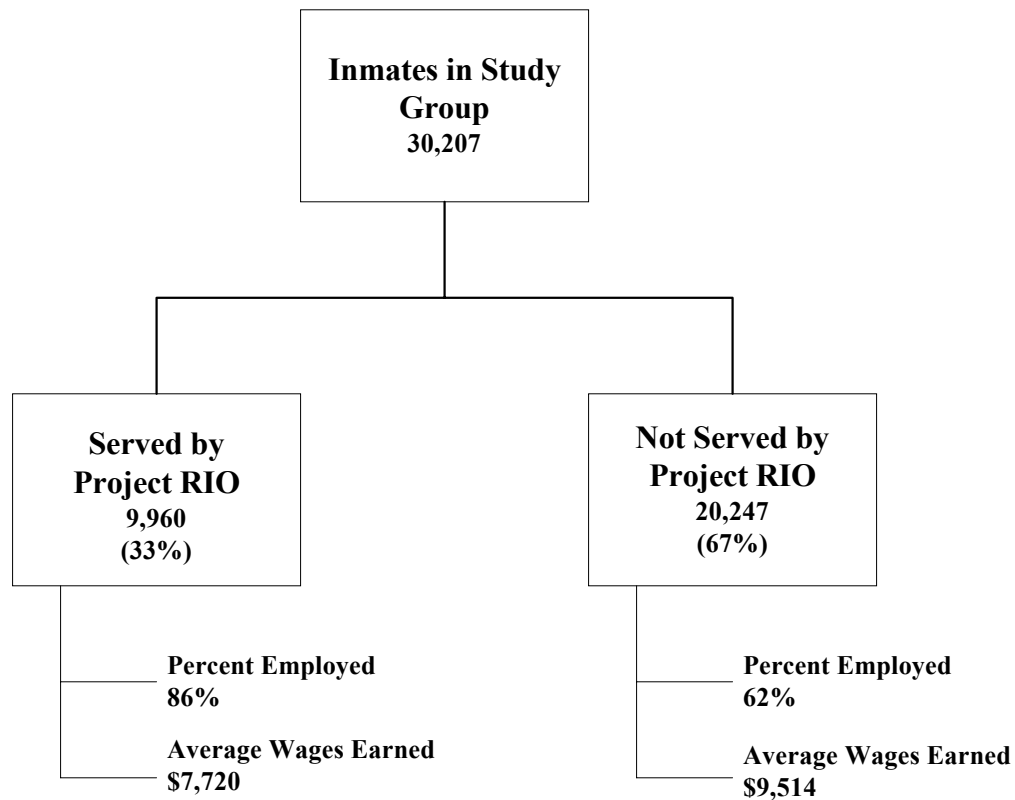 Inmates in Study
Group
30,207
Served by
Project RIO
9,960
(33%)
Percent Employed
86%
Average Wages Earned
$7,720
Not Served by
Project RIO
20,247
(67%)
Percent Employed
62%
Average Wages Earned
$9,514